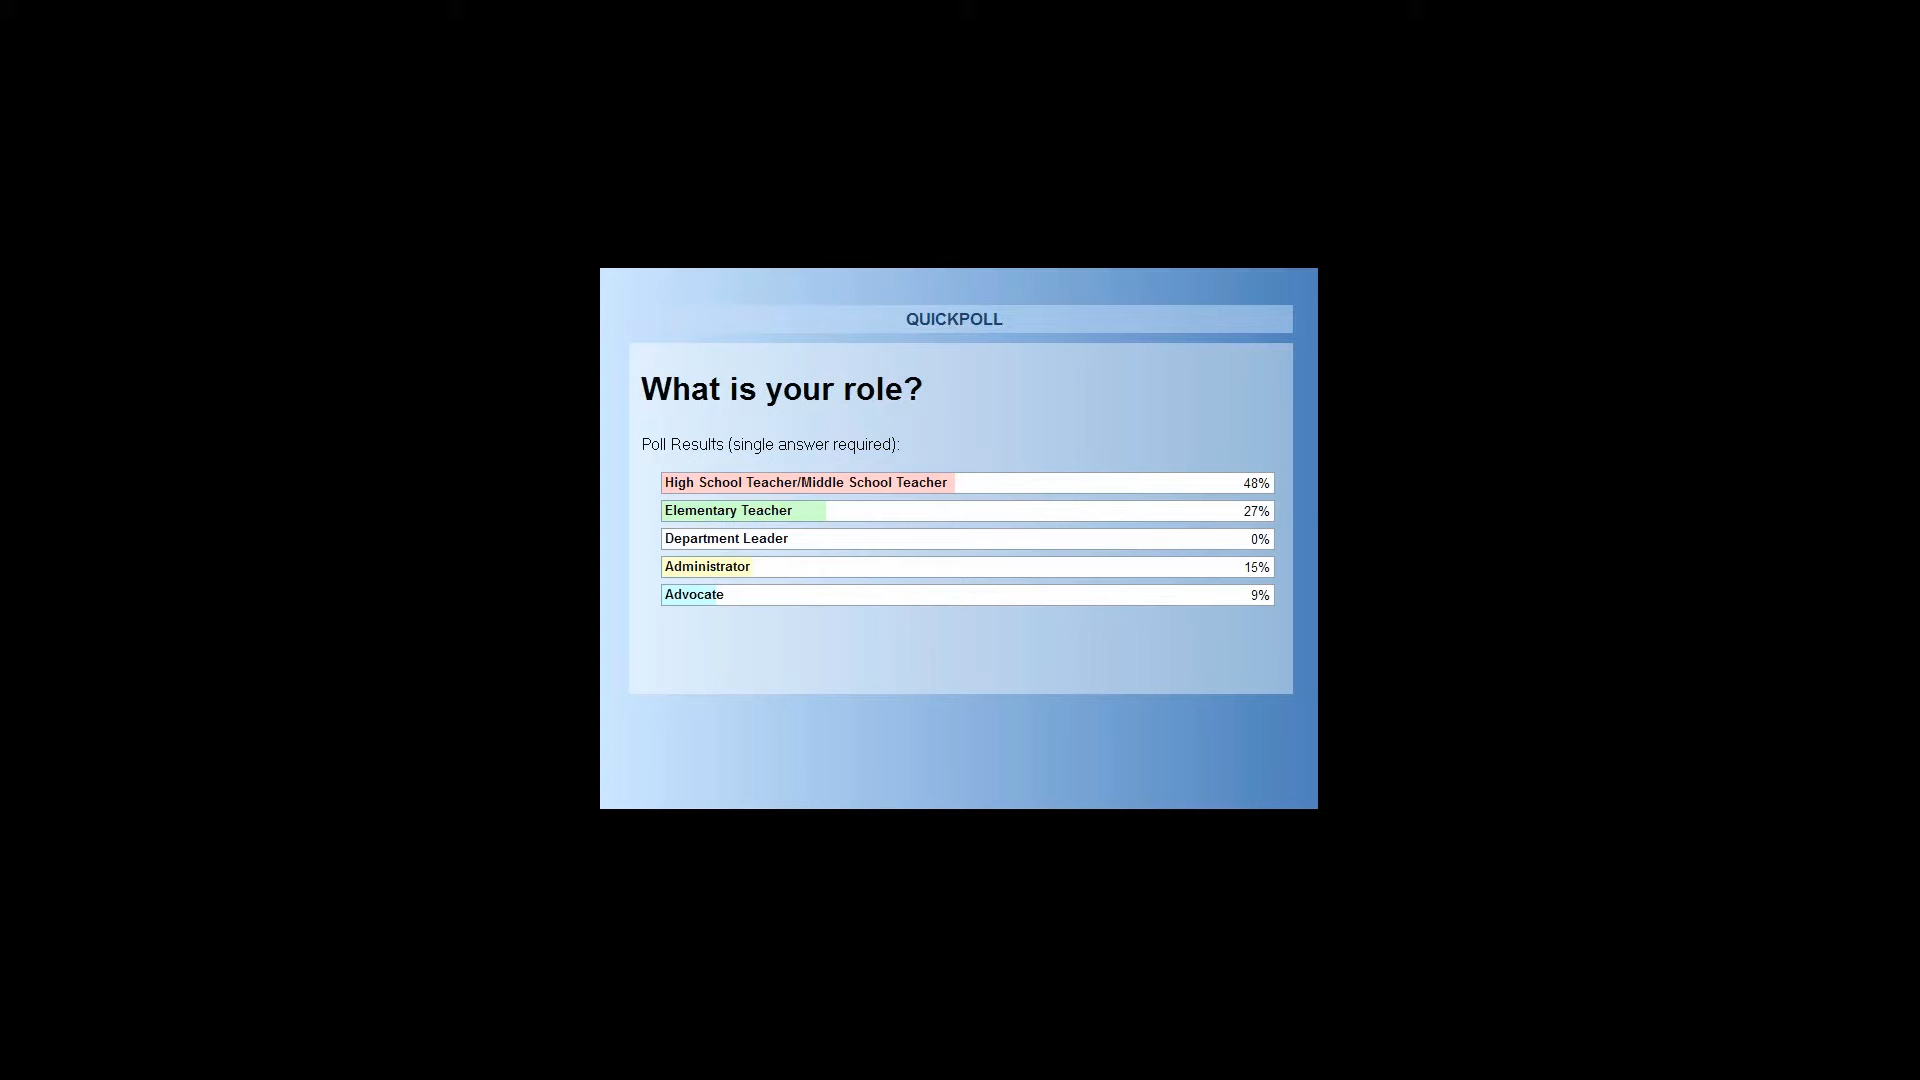 QUICKPOLL
What is your role?
Poll Results (single answer required):
High School Teacher/Middle School Teacher 48%
Elementary Teacher 27%
Department Leader 0%
Administrator 15%
Advocate 9%